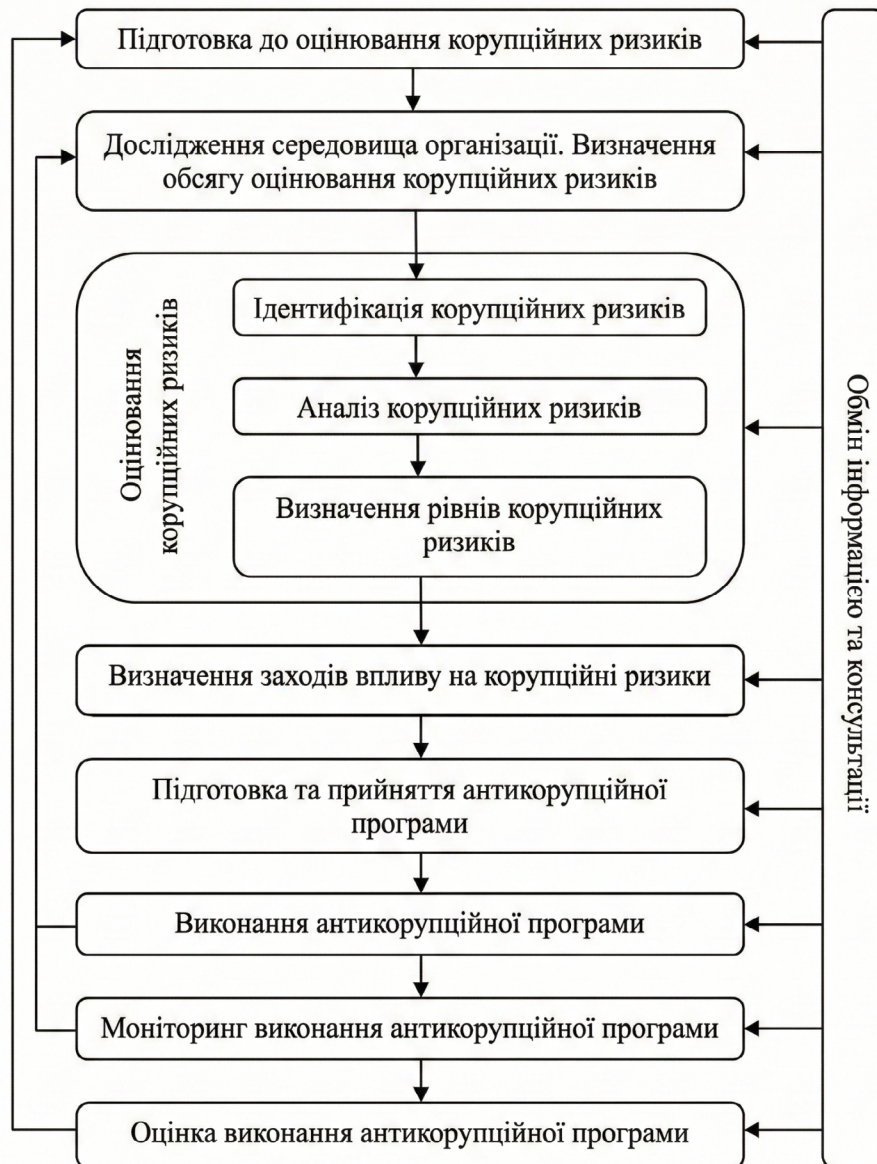 Підготовка до оцінювання корупційних ризиків
Дослідження середовища організації. Визначення
обсягу оцінювання корупційних ризиків
Оцінювання
корупційних ризиків
Ідентифікація корупційних ризиків
Аналіз корупційних ризиків
Визначення рівнів корупційних
ризиків
Визначення заходів впливу на корупційні ризики
Підготовка та прийняття антикорупційної
програми
Виконання антикорупційної програми
Моніторинг виконання антикорупційної програми
Оцінка виконання антикорупційної програми
Обмін інформацією та консультації